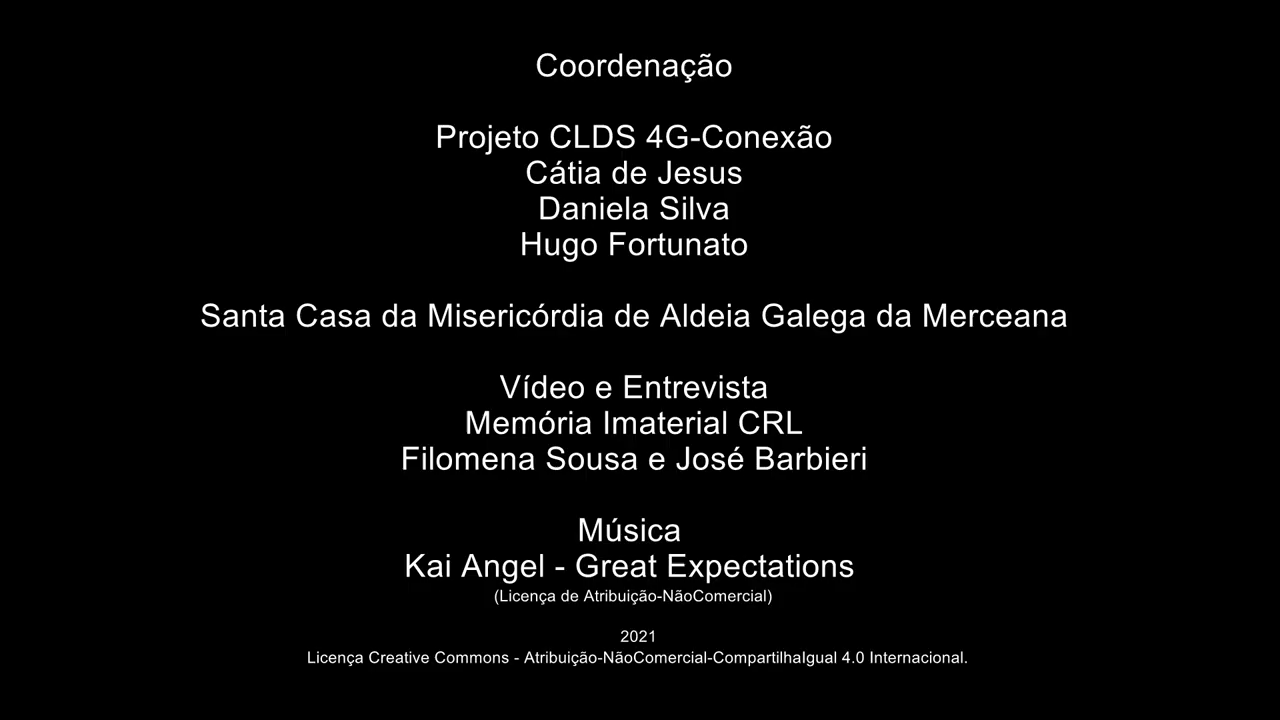 Coordenação
Projeto CLDS 4G-Conexão
Cátia de Jesus
Daniela Silva
Hugo Fortunato
Santa Casa da Misericórdia de Aldeia Galega da Merceana
Vídeo e Entrevista
Memória Imaterial CRL
Filomena Sousa e José Barbieri
Música
Kai Angel - Great Expectations
(Licença de Atribuição-NãoComercial)
2021
Licença Creative Commons - Atribuição-NãoComercial-CompartilhaIgual 4.0 Internacional.